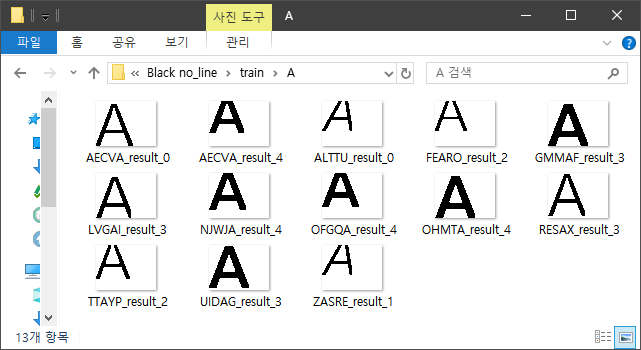 사진 도구 A
파일 홈 공유 보기 관리
Black no_line › train › A A 검색
A A A A A
AECVA_result_0 AECVA_result_4 ALTTU_result_0 FEARO_result_2 GMMAF_result_3
A A A A A
LVGAI_result_3 NJWJA_result_4 OFGQA_result_4 OHMTA_result_4 RESAX_result_3
A A A
TTAYP_result_2 UIDAG_result_3 ZASRE_result_1
13개 항목